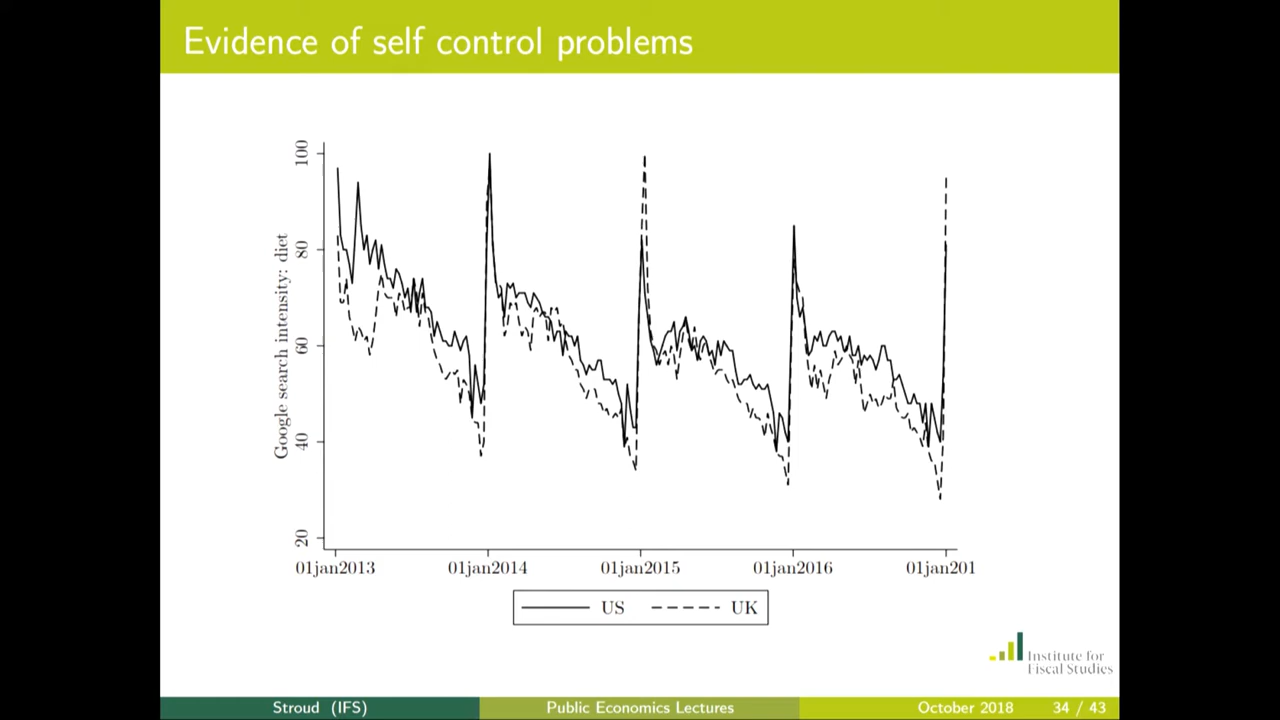 Evidence of self control problems
Google search intensity: diet
100
80
60
40
20
01jan2013 01jan2014 01jan2015 01jan2016 01jan201
US UK
Institute for
Fiscal Studies
Stroud (IFS) Public Economics Lectures October 2018 34 / 43